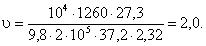 υ = 10⁴ · 1260 · 27,3 / 9,8 · 2 · 10⁵ · 37,2 · 2,32 = 2,0.